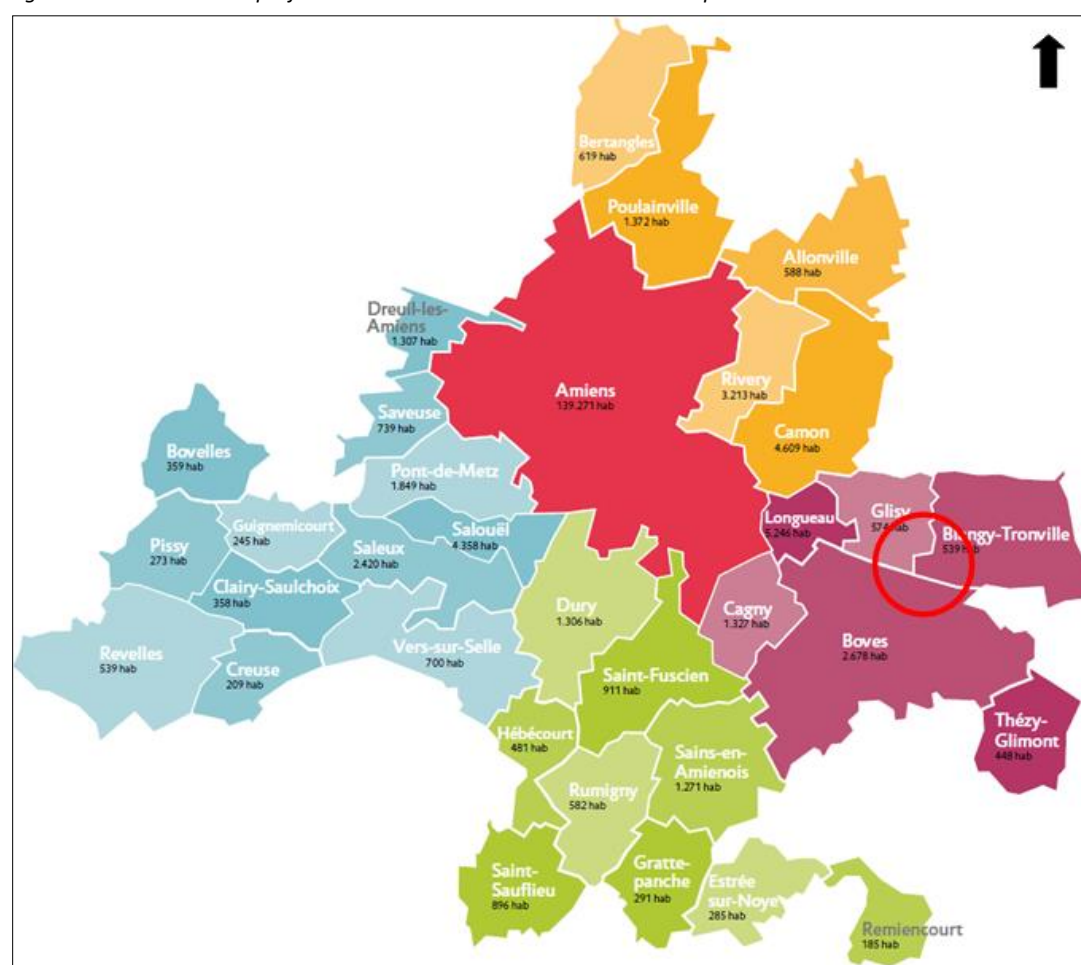 Bertangles
619 hab
Poulainville
1.372 hab
Allonville
588 hab
Dreuil-les-
Amiens
1.307 hab
Rivery
3.213 hab
Amiens
139.271 hab
Saveuse
739 hab
Camon
4.609 hab
Bovelles
359 hab
Pont-de-Metz
1.849 hab
Longueau
5.246 hab
Glisy
hab
539 hab
Guignemicourt
245 hab
Salouël
4.358 hab
Pissy
273 hab
Saleux
2.420 hab
Clairy-Saulchoix
358 hab
Dury
1.306 hab
Cagny
1.327 hab
Boves
2.678 hab
Revelles
539 hab
Creuse
209 hab
Vers-sur-Selle
700 hab
Saint-Fuscien
911 hab
Hébécourt
481 hab
Sains-en-
Amienois
1.271 hab
Thézy-
Glimont
448 hab
Rumigny
582 hab
Saint-
Sauflieu
896 hab
Gratte-
panche
291 hab
Estrée
sur-Noye
285 hab
Remiencourt
185 hab